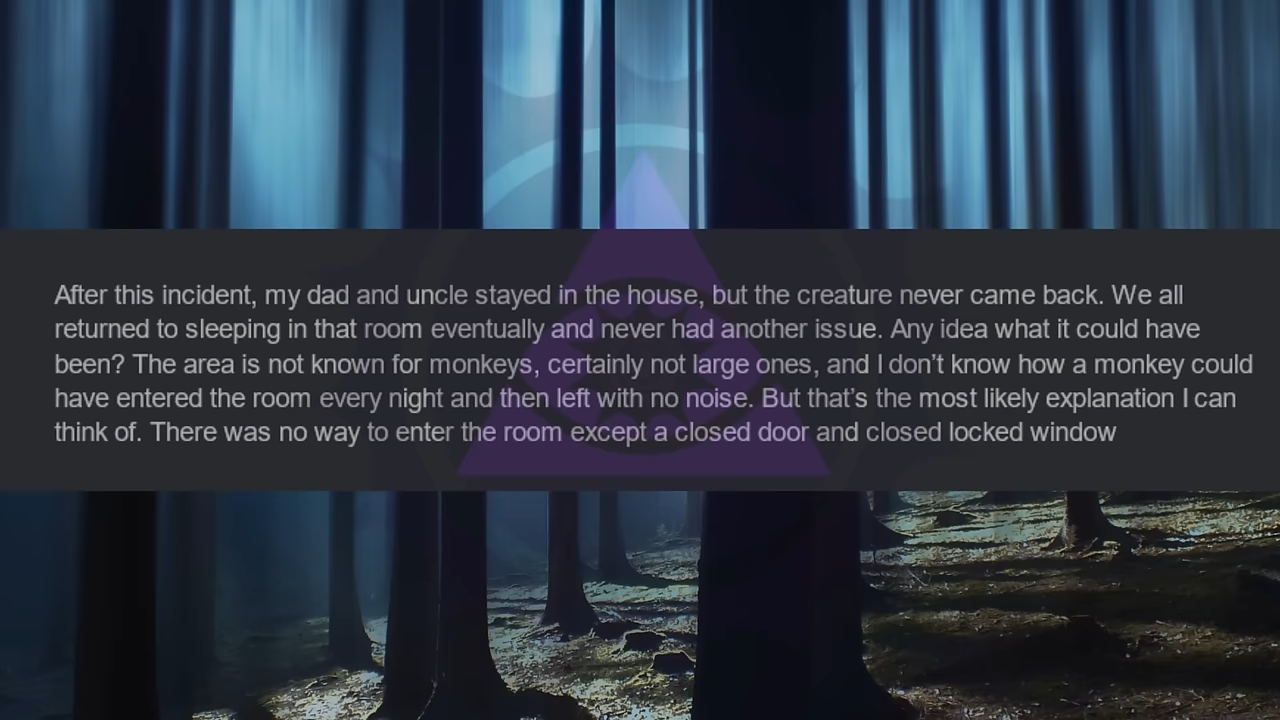 After this incident, my dad and uncle stayed in the house, but the creature never came back. We all
returned to sleeping in that room eventually and never had another issue. Any idea what it could have
been? The area is not known for monkeys, certainly not large ones, and I don’t know how a monkey could
have entered the room every night and then left with no noise. But that’s the most likely explanation I can
think of. There was no way to enter the room except a closed door and closed locked window